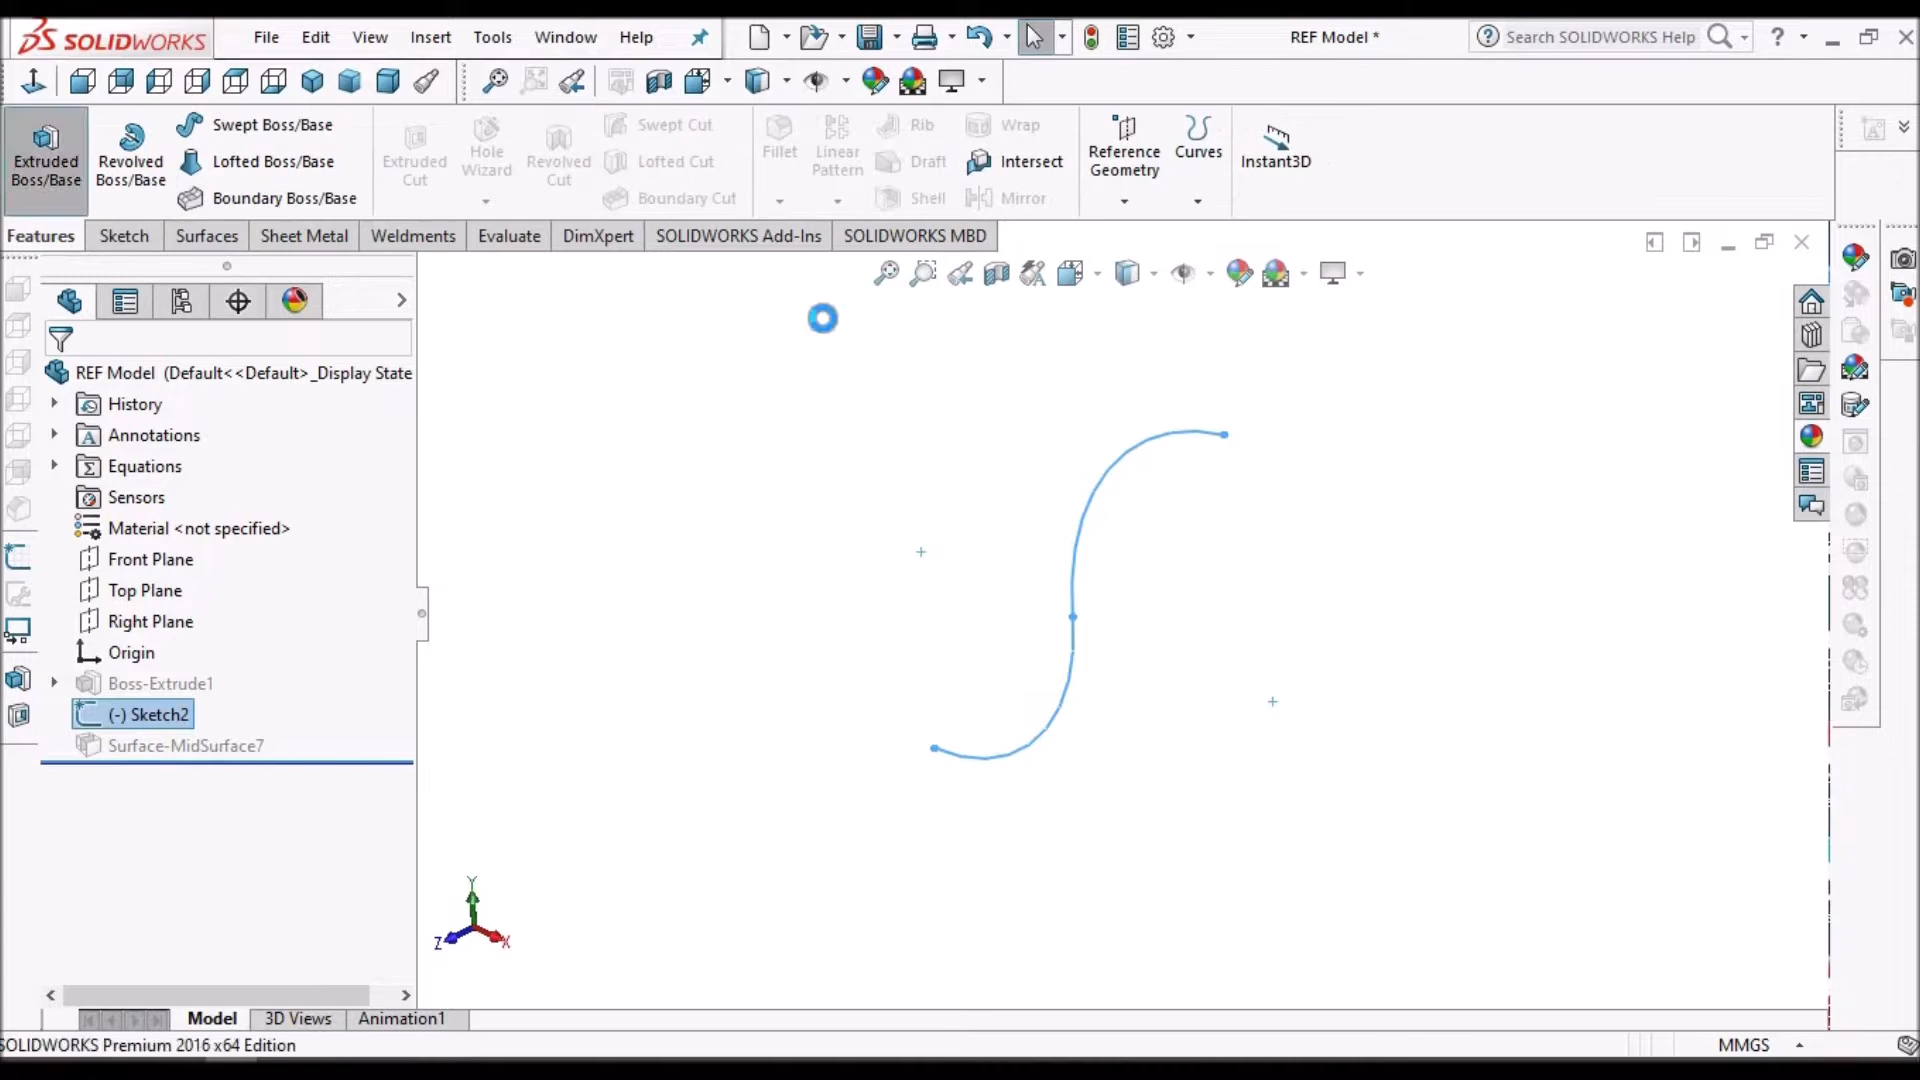 SOLIDWORKS File Edit View Insert Tools Window Help REF Model * Search SOLIDWORKS Help ?
Extruded Boss/Base
Revolved Boss/Base
Swept Boss/Base
Lofted Boss/Base
Boundary Boss/Base
Extruded Cut
Hole Wizard
Revolved Cut
Swept Cut
Lofted Cut
Boundary Cut
Fillet
Linear Pattern
Rib
Draft
Shell
Wrap
Intersect
Mirror
Reference Geometry
Curves
Instant3D
Features Sketch Surfaces Sheet Metal Weldments Evaluate DimXpert SOLIDWORKS Add-Ins SOLIDWORKS MBD
REF Model (Default<<Default>_Display State
History
Annotations
Equations
Sensors
Material <not specified>
Front Plane
Top Plane
Right Plane
Origin
Boss-Extrude1
(-) Sketch2
Surface-MidSurface7
Y
Z X
Model 3D Views Animation1
SOLIDWORKS Premium 2016 x64 Edition MMGS